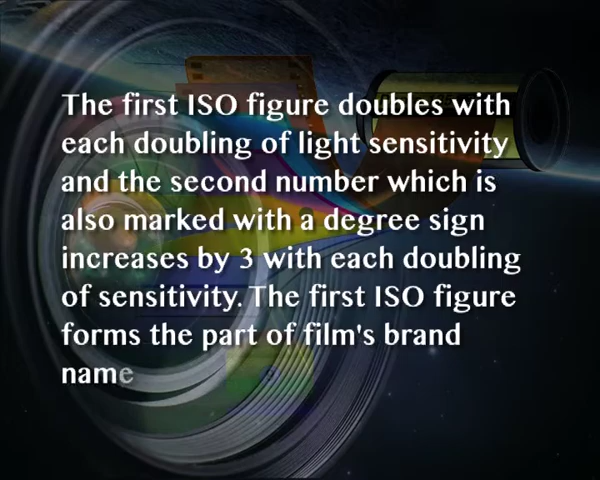 The first ISO figure doubles with
each doubling of light sensitivity
and the second number which is
also marked with a degree sign
increases by 3 with each doubling
of sensitivity. The first ISO figure
forms the part of film's brand
name